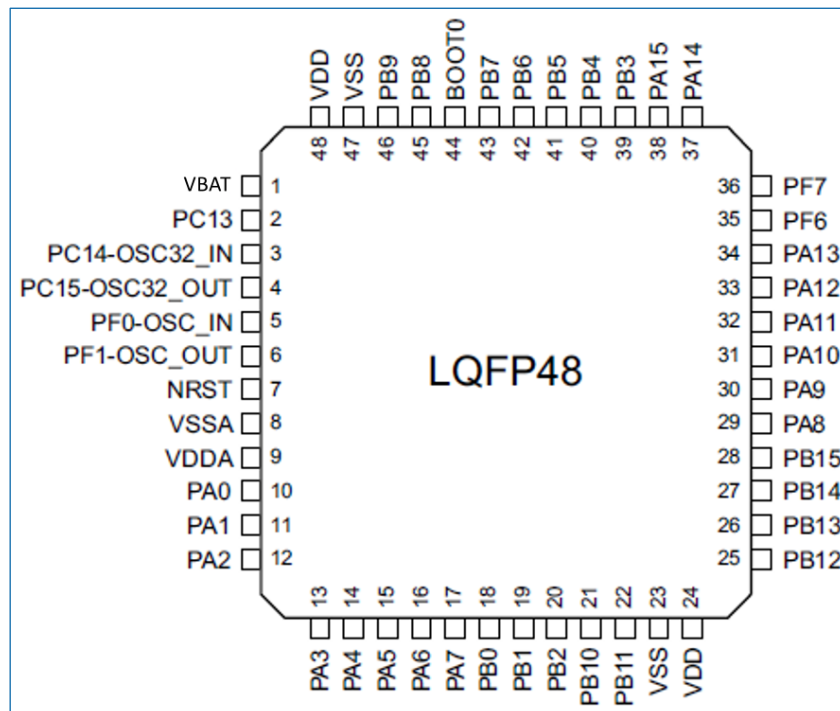 VDD
VSS
PB9
PB8
BOOT0
PB7
PB6
PB5
PB4
PB3
PA15
PA14
48
47
46
45
44
43
42
41
40
39
38
37
VBAT 1
PC13 2
PC14-OSC32_IN 3
PC15-OSC32_OUT 4
PF0-OSC_IN 5
PF1-OSC_OUT 6
NRST 7
VSSA 8
VDDA 9
PA0 10
PA1 11
PA2 12
LQFP48
36 PF7
35 PF6
34 PA13
33 PA12
32 PA11
31 PA10
30 PA9
29 PA8
28 PB15
27 PB14
26 PB13
25 PB12
13
14
15
16
17
18
19
20
21
22
23
24
PA3
PA4
PA5
PA6
PA7
PB0
PB1
PB2
PB10
PB11
VSS
VDD